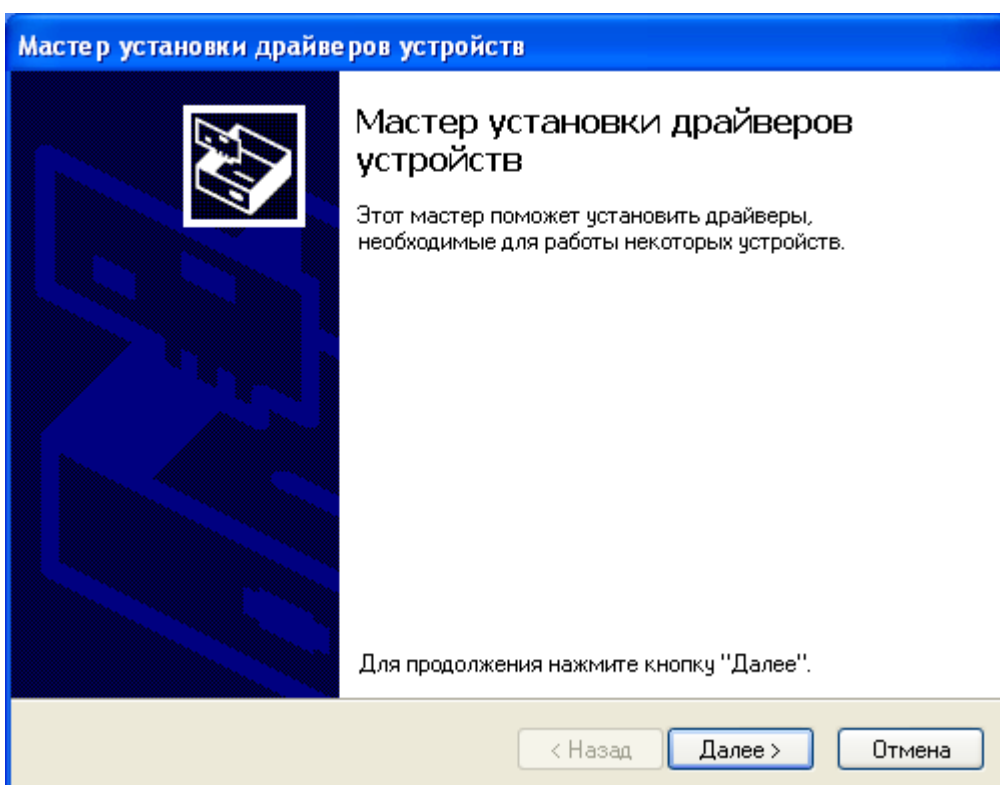 Мастер установки драйверов устройств
Мастер установки драйверов
устройств
Этот мастер поможет установить драйверы,
необходимые для работы некоторых устройств.
Для продолжения нажмите кнопку "Далее".
< Назад
Далее >
Отмена